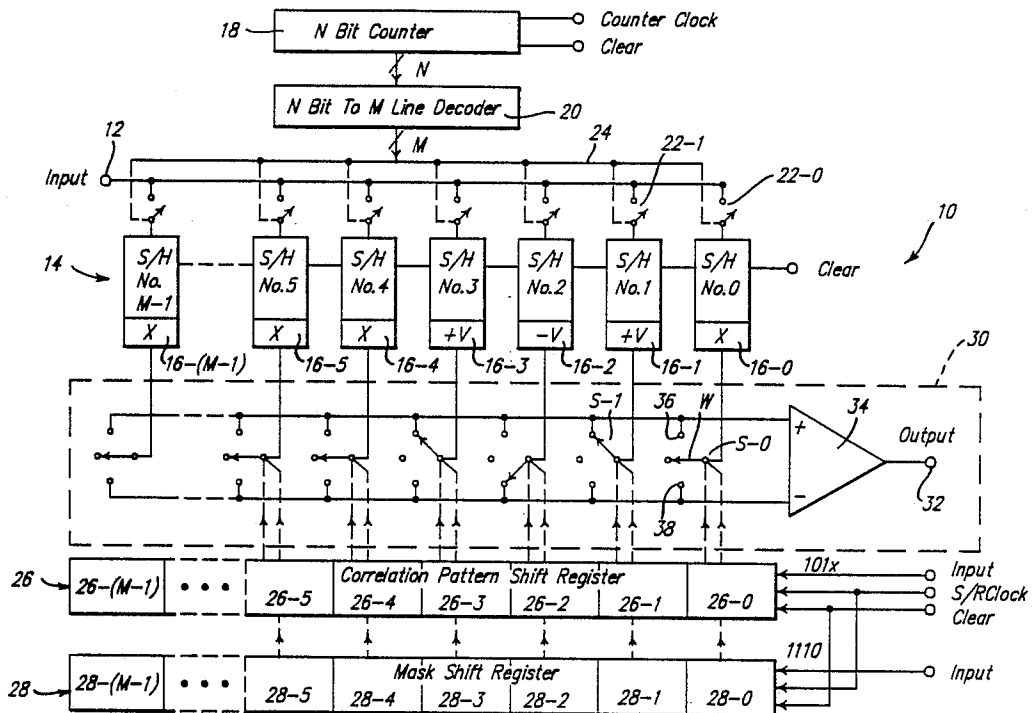 18
N Bit Counter
Counter Clock
Clear
N
N Bit To M Line Decoder
20
M
12
Input
24
22-1
22-0
10
14
S/H No. M-1
S/H No.5
S/H No.4
S/H No.3
S/H No.2
S/H No.1
S/H No.0
Clear
X
X
X
+V
-V
+V
X
16-(M-1)
16-5
16-4
16-3
16-2
16-1
16-0
30
S-1
36
W
S-0
+
34
Output
-
32
38
26
26-(M-1)
• • •
Correlation Pattern Shift Register
26-5
26-4
26-3
26-2
26-1
26-0
101x
Input
S/RClock
Clear
1110
28
28-(M-1)
• • •
Mask Shift Register
28-5
28-4
28-3
28-2
28-1
28-0
Input